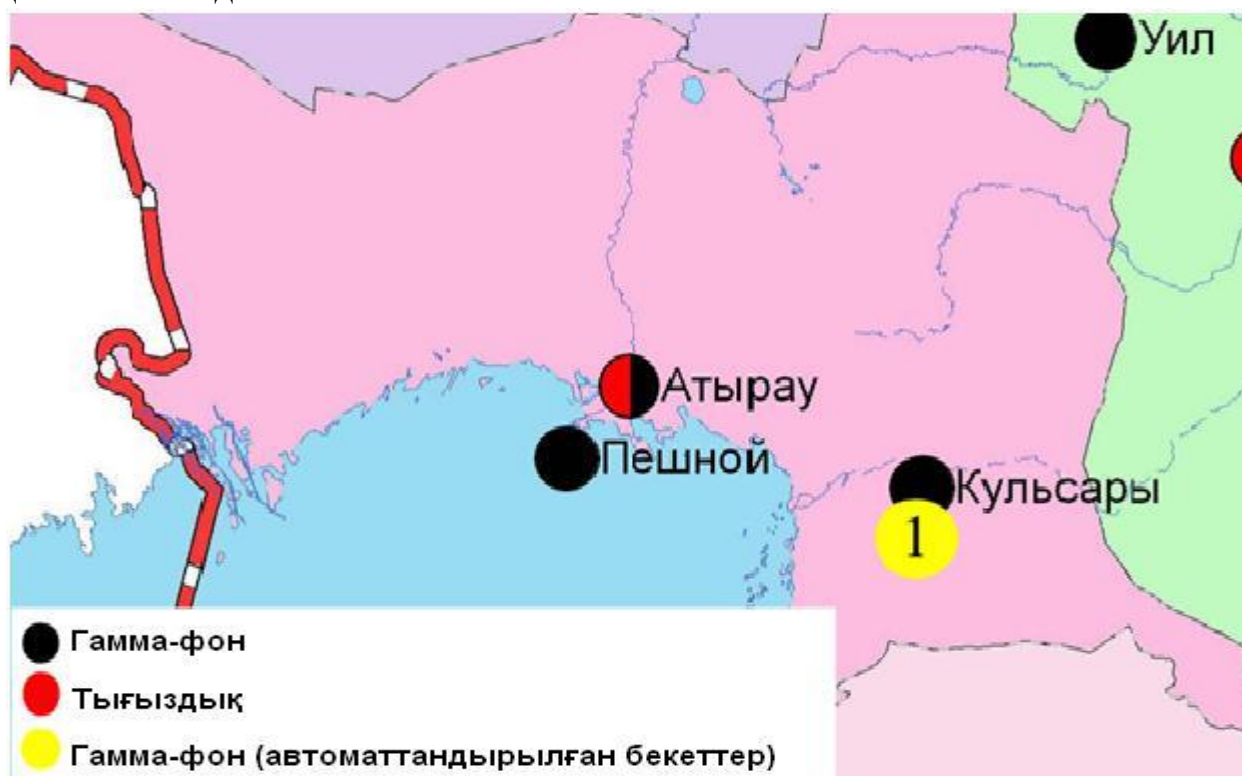 Уил
Атырау
Пешной
Кульсары
1
Гамма-фон
Тығыздық
Гамма-фон (автоматтандырылған бекеттер)